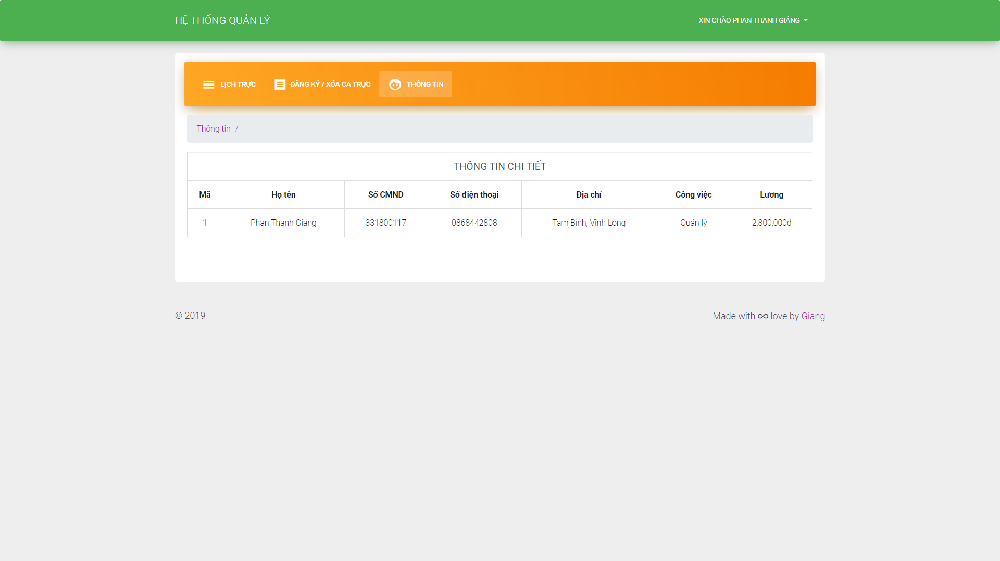 HỆ THỐNG QUẢN LÝ
XIN CHÀO PHAN THANH GIẢNG
LỊCH TRỰC
ĐĂNG KÝ / XÓA CA TRỰC
THÔNG TIN
Thông tin /
THÔNG TIN CHI TIẾT
Mã Họ tên Số CMND Số điện thoại Địa chỉ Công việc Lương
1 Phan Thanh Giảng 331800117 0868442808 Tam Bình, Vĩnh Long Quản lý 2,800,000đ
© 2019
Made with ∞ love by Giang